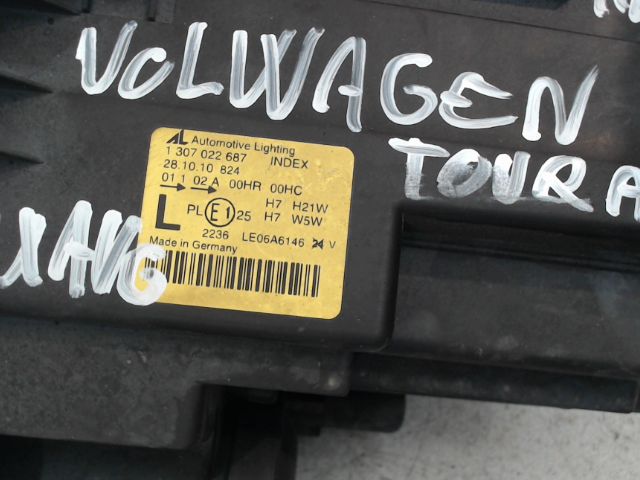 VOLWAGEN
TOURA
AL Automotive Lighting
1 307 022 687 INDEX
28.10.10 824
01 1 02 A 00HR 00HC
L PL E1 25 H7 H21W
H7 W5W
2236 LE06A6146 24 V
Made in Germany